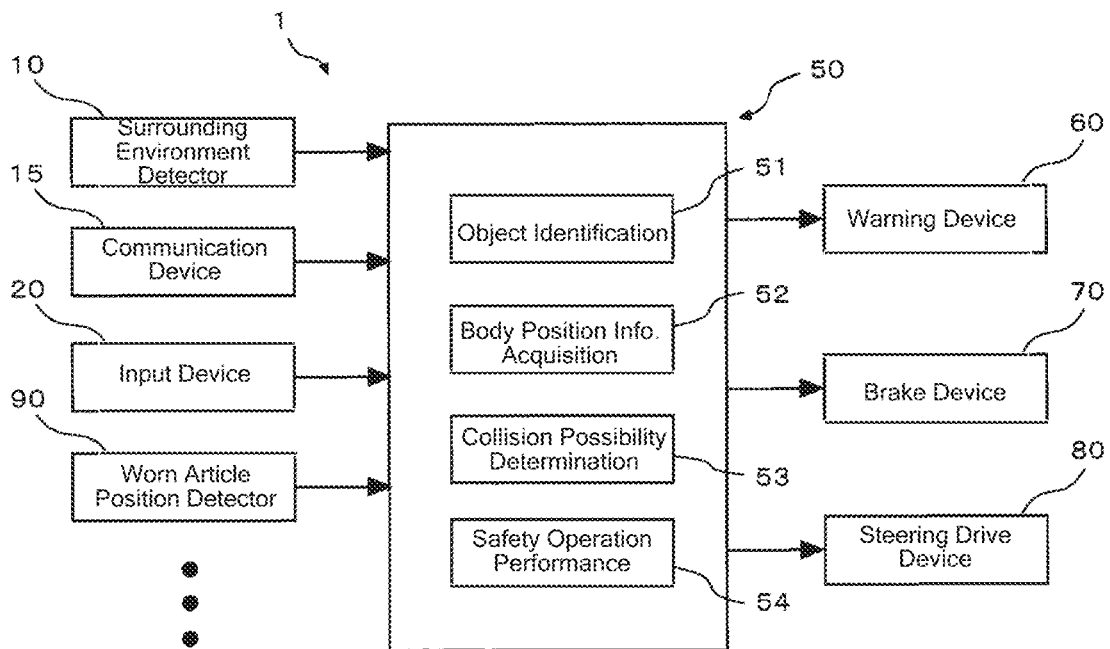 1
10
Surrounding
Environment
Detector
15
Communication
Device
20
Input Device
90
Worn Article
Position Detector
50
51
Object Identification
52
Body Position Info.
Acquisition
Collision Possibility
Determination
53
Safety Operation
Performance
54
60
Warning Device
70
Brake Device
80
Steering Drive
Device